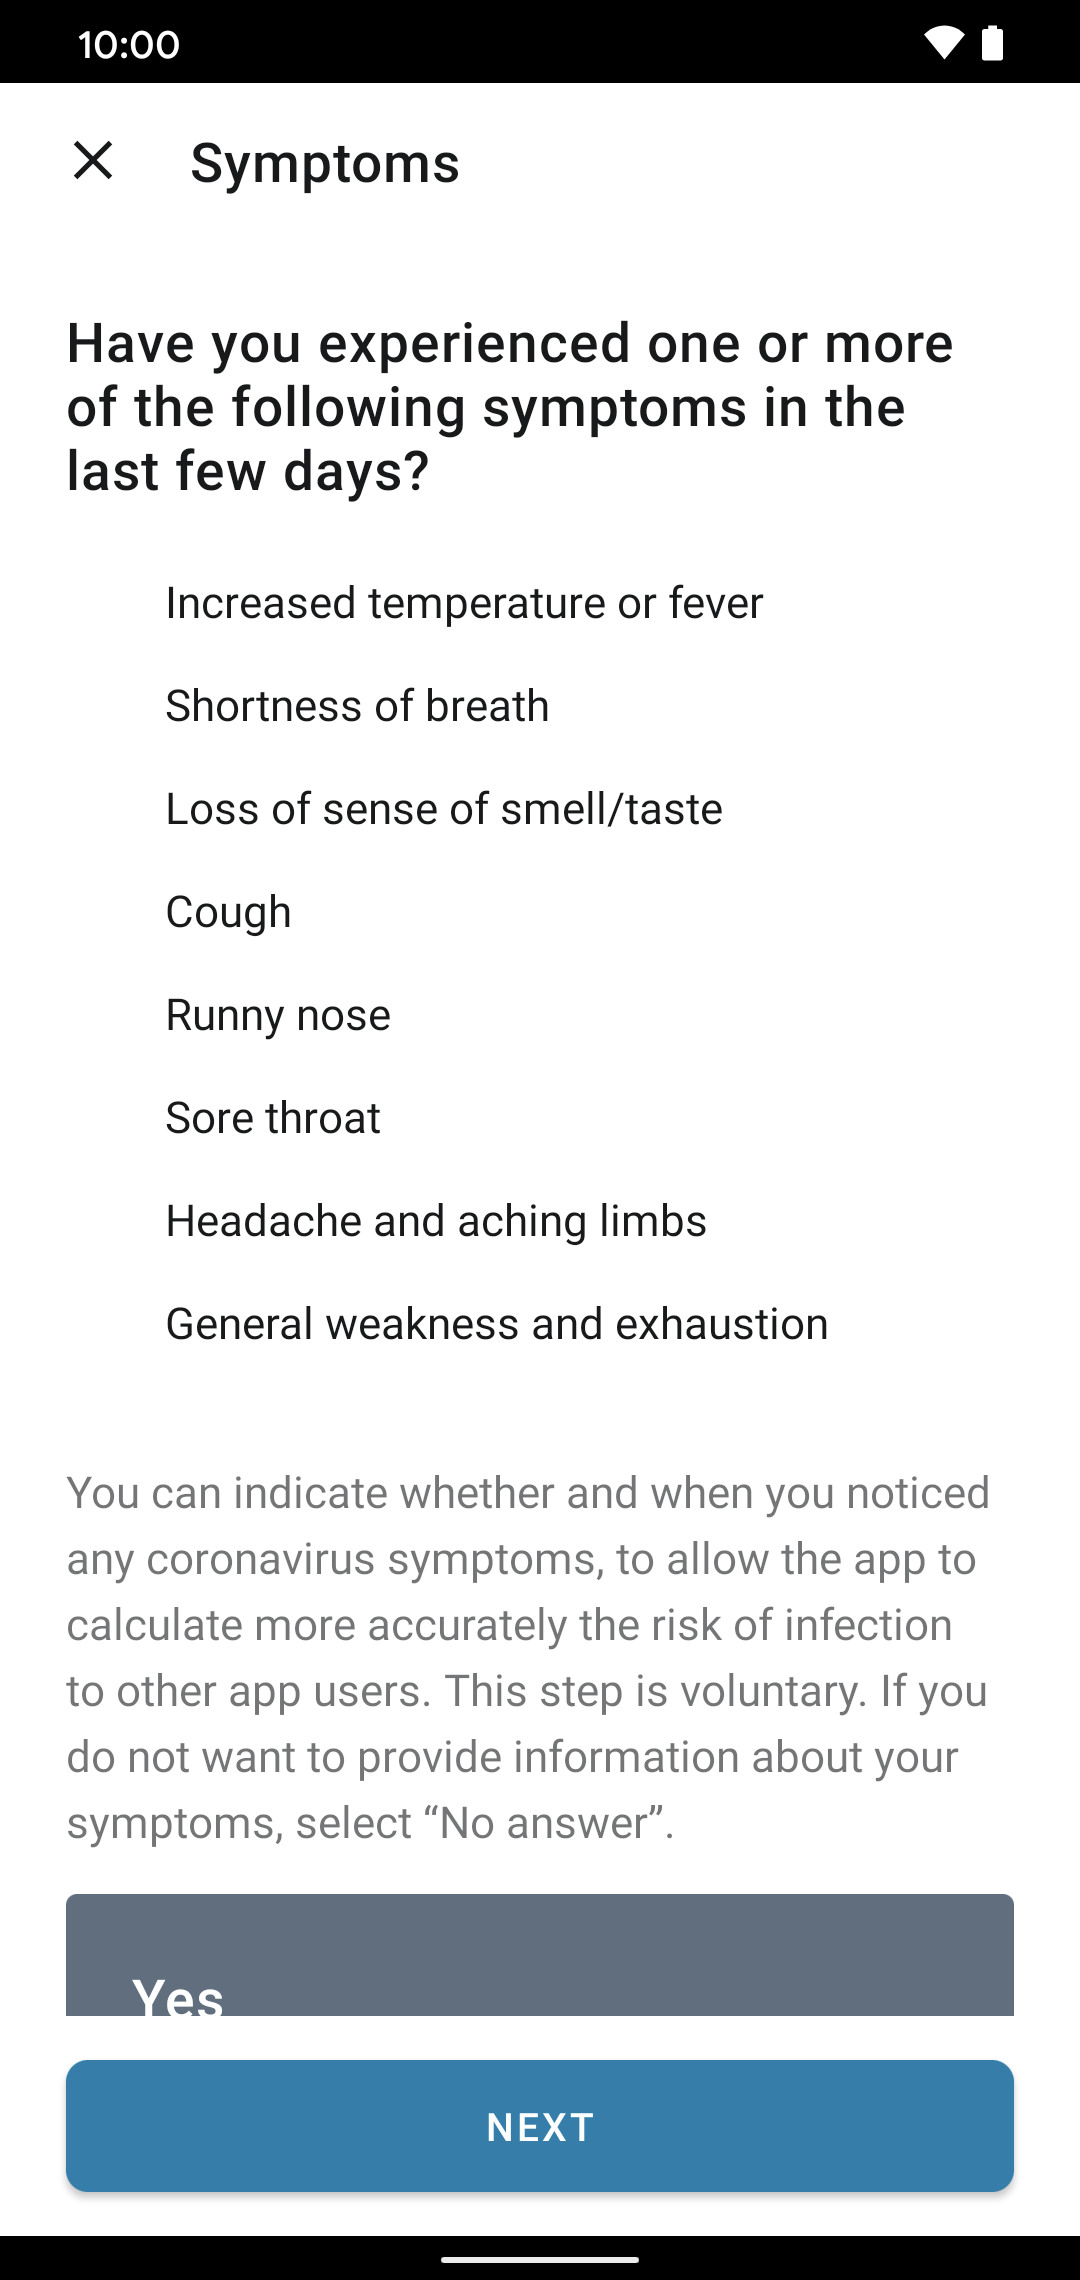 10:00
Symptoms
Have you experienced one or more
of the following symptoms in the
last few days?
Increased temperature or fever
Shortness of breath
Loss of sense of smell/taste
Cough
Runny nose
Sore throat
Headache and aching limbs
General weakness and exhaustion
You can indicate whether and when you noticed
any coronavirus symptoms, to allow the app to
calculate more accurately the risk of infection
to other app users. This step is voluntary. If you
do not want to provide information about your
symptoms, select “No answer”.
Yes
NEXT